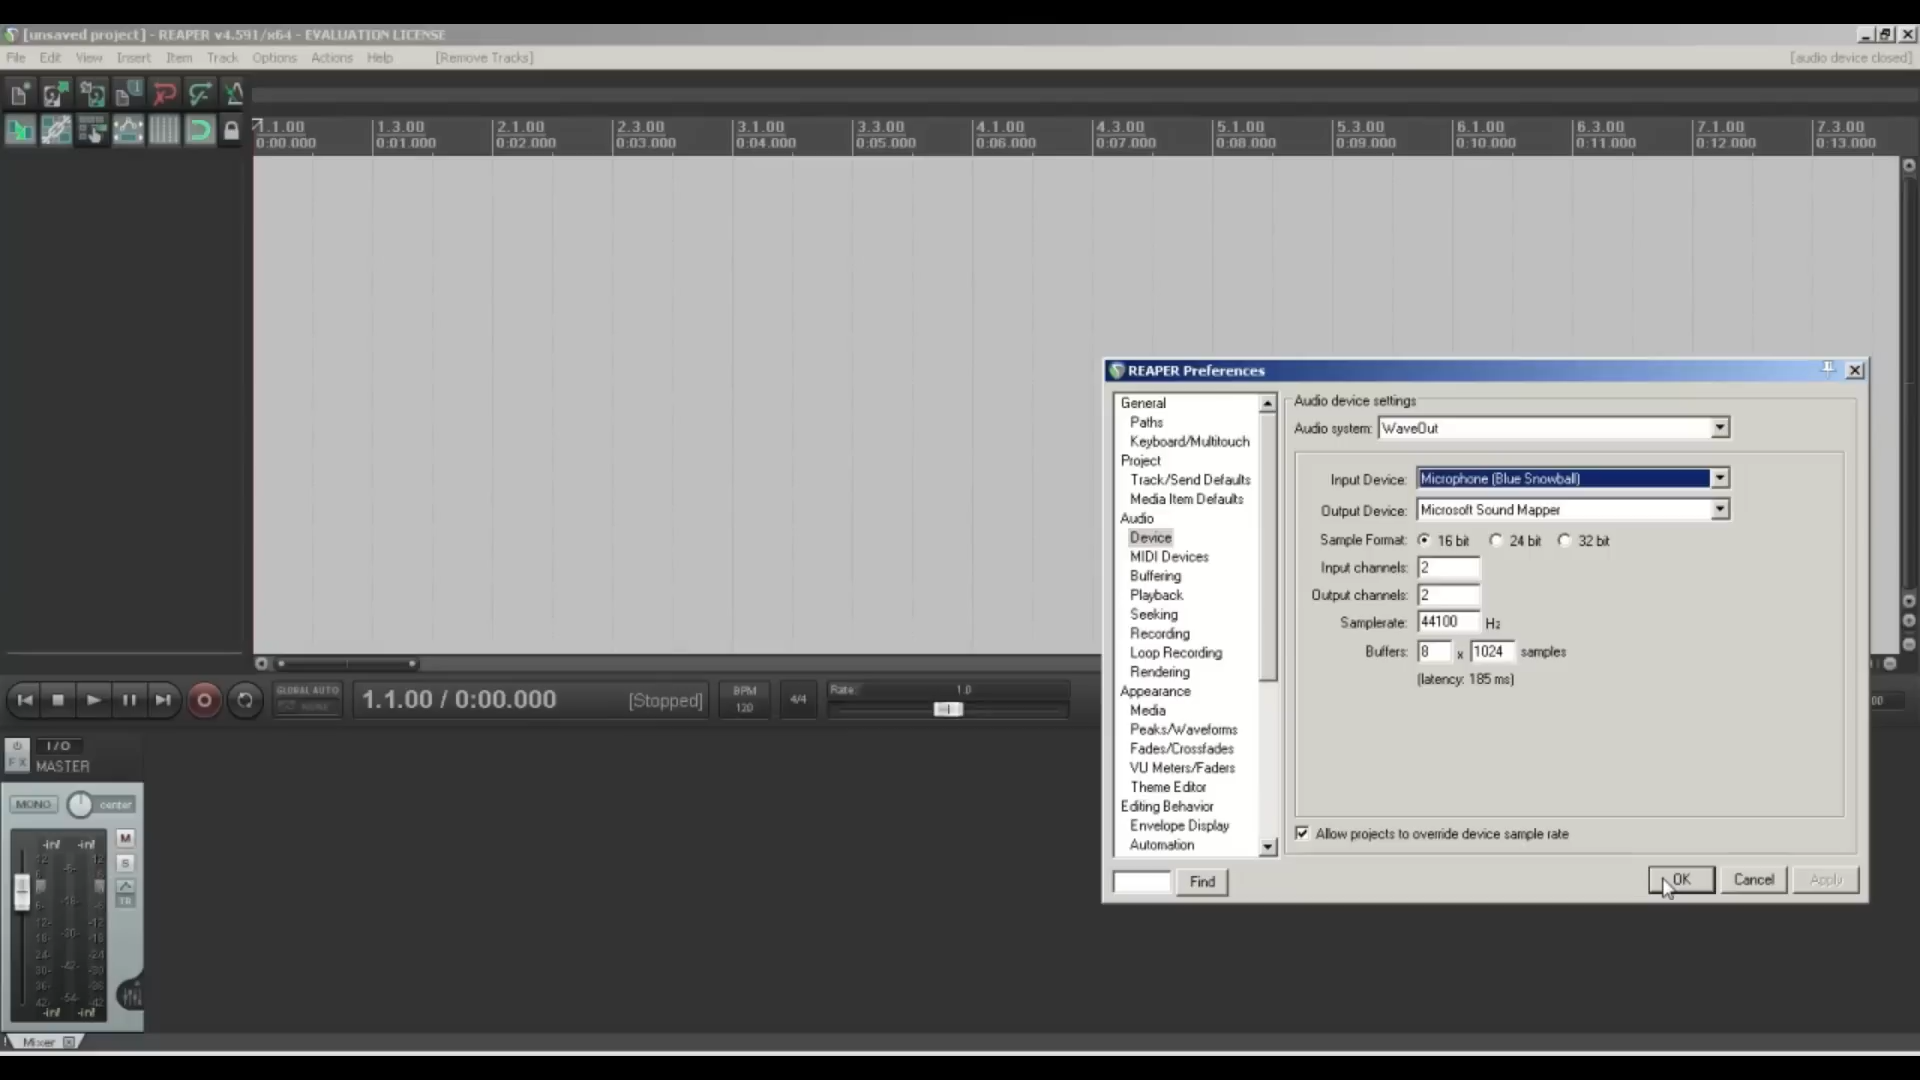 [unsaved project] - REAPER v4.591/x64 - EVALUATION LICENSE
File Edit View Insert Item Track Options Actions Help [Remove Tracks] [audio device closed]
1.1.00 1.3.00 2.1.00 2.3.00 3.1.00 3.3.00 4.1.00 4.3.00 5.1.00 5.3.00 6.1.00 6.3.00 7.1.00 7.3.00
0:00.000 0:01.000 0:02.000 0:03.000 0:04.000 0:05.000 0:06.000 0:07.000 0:08.000 0:09.000 0:10.000 0:11.000 0:12.000 0:13.000
REAPER Preferences
General
Paths
Keyboard/Multitouch
Project
Track/Send Defaults
Media Item Defaults
Audio
Device
MIDI Devices
Buffering
Playback
Seeking
Recording
Loop Recording
Rendering
Appearance
Media
Peaks/Waveforms
Fades/Crossfades
VU Meters/Faders
Theme Editor
Editing Behavior
Envelope Display
Automation
Find
Audio device settings
Audio system: WaveOut
Input Device: Microphone (Blue Snowball)
Output Device: Microsoft Sound Mapper
Sample Format: 16 bit 24 bit 32 bit
Input channels: 2
Output channels: 2
Samplerate: 44100 Hz
Buffers: 8 x 1024 samples
(latency: 185 ms)
Allow projects to override device sample rate
OK Cancel Apply
GLOBAL AUTO
NONE
1.1.00 / 0:00.000 [Stopped]
BPM
120
4/4
Rate: 1.0
00
I/O
FX
MASTER
MONO center
-inf -inf
M
S
TR
-inf -inf
Mixer